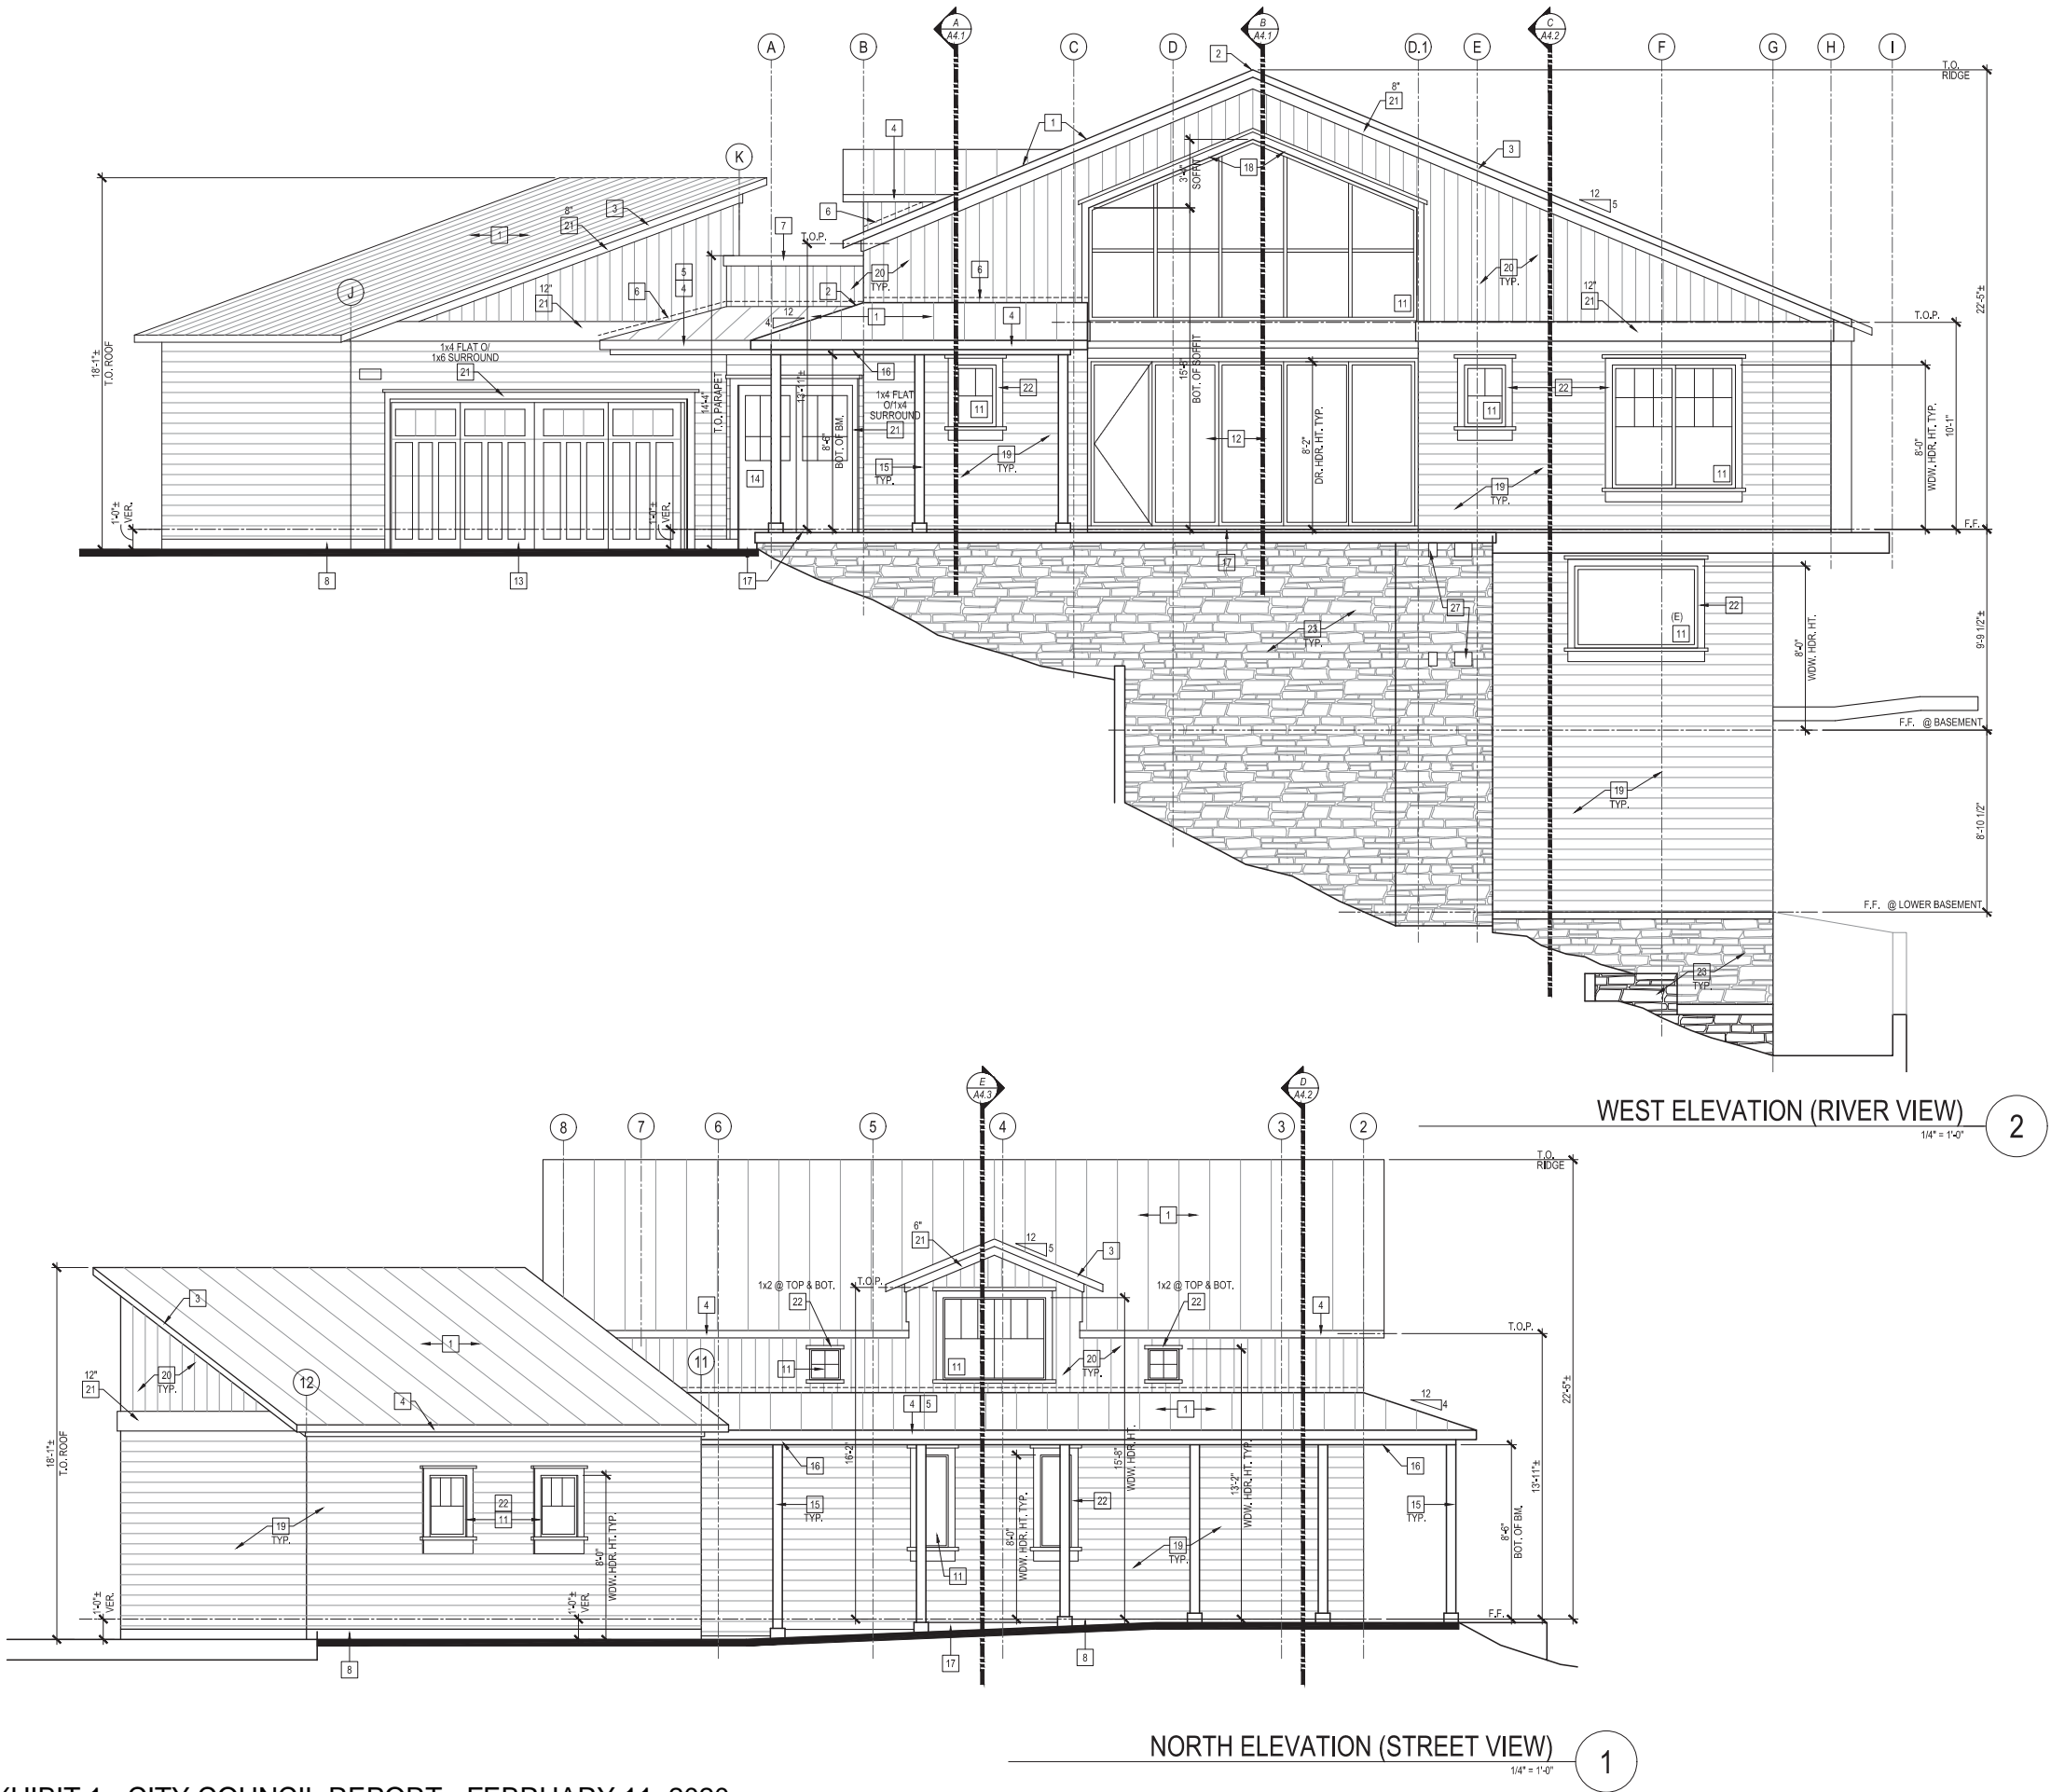 A
A4.1
B
A4.1
C
A4.2
A
B
C
D
D.1
E
F
G
H
I
2
T.O.
RIDGE
8"
21
1
4
3
K
18
3'-6"
SOFFIT
12
5
8"
21
3
6
7
T.O.P.
1
20
TYP.
6
20
TYP.
22'-5"±
5
4
12"
21
J
6
12"
21
2
11
12
4
1
4
T.O.P.
18'-1"±
T.O. ROOF
1x4 FLAT O/
1x6 SURROUND
21
16
14'-4"
T.O. PARAPET
13'-11"±
8'-6"
BOT. OF BM.
1x4 FLAT
O/1x4
SURROUND
21
11
22
15'-8"
BOT. OF SOFFIT
8'-2"
DR. HDR. HT. TYP.
12
11
22
11
8'-0"
WDW. HDR. HT. TYP.
10'-1"
14
15
TYP.
19
TYP.
19
TYP.
1'-0"±
VER.
1'-0"±
VER.
F.F.
8
13
17
17
27
23
TYP.
(E)
11
22
8'-0"
WDW. HDR. HT.
9'-9 1/2"±
F.F. @ BASEMENT
19
TYP.
8'-10 1/2"
F.F. @ LOWER BASEMENT
23
TYP.
WEST ELEVATION (RIVER VIEW)
1/4" = 1'-0"
2
E
A4.3
D
A4.2
8
7
6
5
4
3
2
T.O.
RIDGE
1
6"
21
12
5
3
T.O.P.
1x2 @ TOP & BOT.
22
1x2 @ TOP & BOT.
22
4
4
T.O.P.
3
1
11
11
11
20
TYP.
20
TYP.
12"
21
12
4
4
5
1
12
4
22'-5"±
18'-1"±
T.O. ROOF
16
16
16'-2"
15'-8"
WDW. HDR. HT.
13'-2"
WDW. HDR. HT. TYP.
13'-11"±
8'-6"
BOT. OF BM.
22
11
22
15
TYP.
15
TYP.
19
TYP.
8'-0"
WDW. HDR. HT. TYP.
8'-0"
WDW. HDR. HT. TYP.
19
TYP.
11
1'-0"±
VER.
1'-0"±
VER.
F.F.
8
17
8
NORTH ELEVATION (STREET VIEW)
1/4" = 1'-0"
1